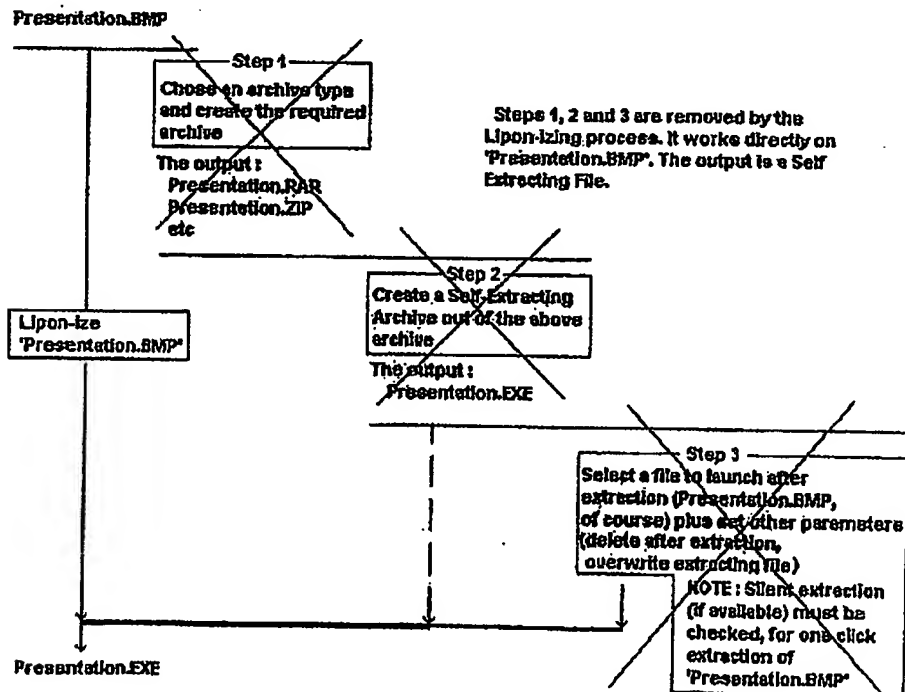 Presentation.BMP
Step 1
Chose an archive type
and create the required
archive
The output :
Presentation.RAR
Presentation.ZIP
etc
Steps 1, 2 and 3 are removed by the
Lipon-izing process. It works directly on
'Presentation.BMP'. The output is a Self
Extracting File.
Step 2
Create a Self-Extracting
Archive out of the above
archive
The output :
Presentation.EXE
Lipon-ize
'Presentation.BMP'
Step 3
Select a file to launch after
extraction (Presentation.BMP,
of course) plus set other parameters
(delete after extraction,
overwrite extracting file)
NOTE : Silent extraction
(if available) must be
checked, for one click
extraction of
'Presentation.BMP'
Presentation.EXE